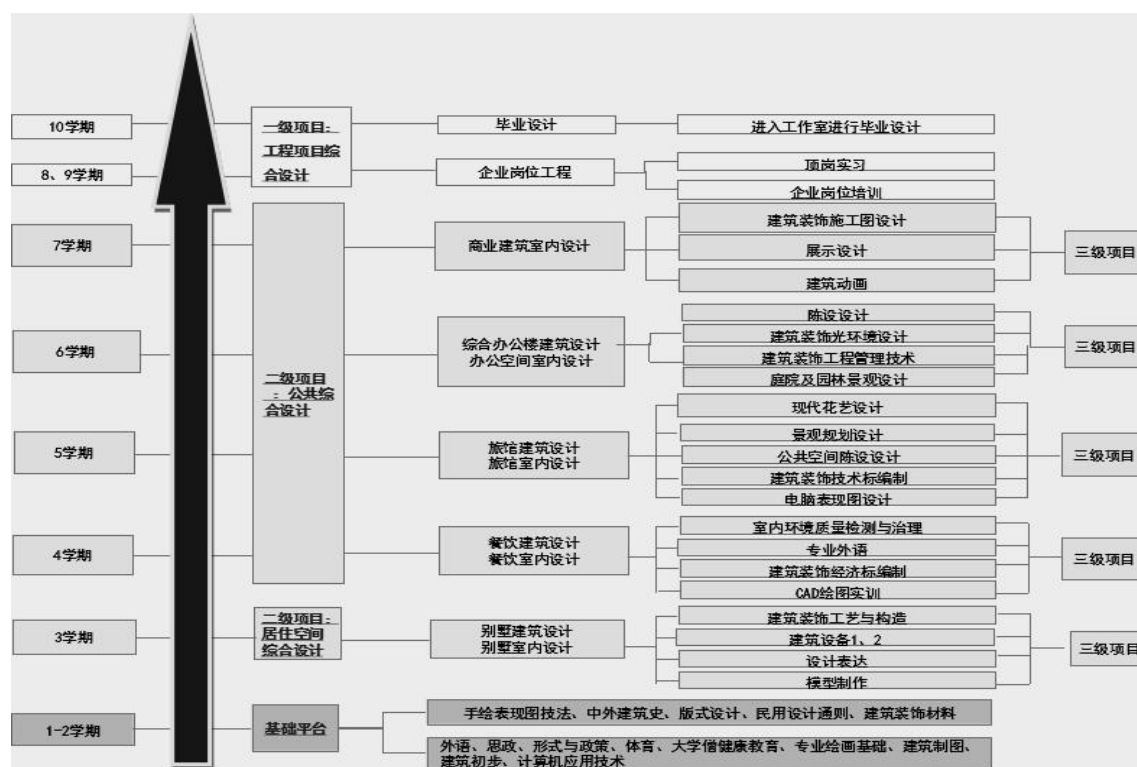 10学期
一级项目：
工程项目综
合设计
毕业设计
进入工作室进行毕业设计
8、9学期
企业岗位工程
顶岗实习
企业岗位培训
7学期
商业建筑室内设计
建筑装饰施工图设计
展示设计
建筑动画
三级项目
6学期
二级项目
：公共综
合设计
综合办公楼建筑设计
办公空间室内设计
陈设设计
建筑装饰光环境设计
建筑装饰工程管理技术
庭院及园林景观设计
三级项目
5学期
旅馆建筑设计
旅馆室内设计
现代花艺设计
景观规划设计
公共空间陈设设计
建筑装饰技术标编制
电脑表现图设计
三级项目
4学期
餐饮建筑设计
餐饮室内设计
室内环境质量检测与治理
专业外语
建筑装饰经济标编制
CAD绘图实训
三级项目
3学期
二级项目：
居住空间
综合设计
别墅建筑设计
别墅室内设计
建筑装饰工艺与构造
建筑设备1、2
设计表达
模型制作
三级项目
1-2学期
基础平台
手绘表现图技法、中外建筑史、版式设计、民用设计通则、建筑装饰材料
外语、思政、形式与政策、体育、大学僧健康教育、专业绘画基础、建筑制图、
建筑初步、计算机应用技术